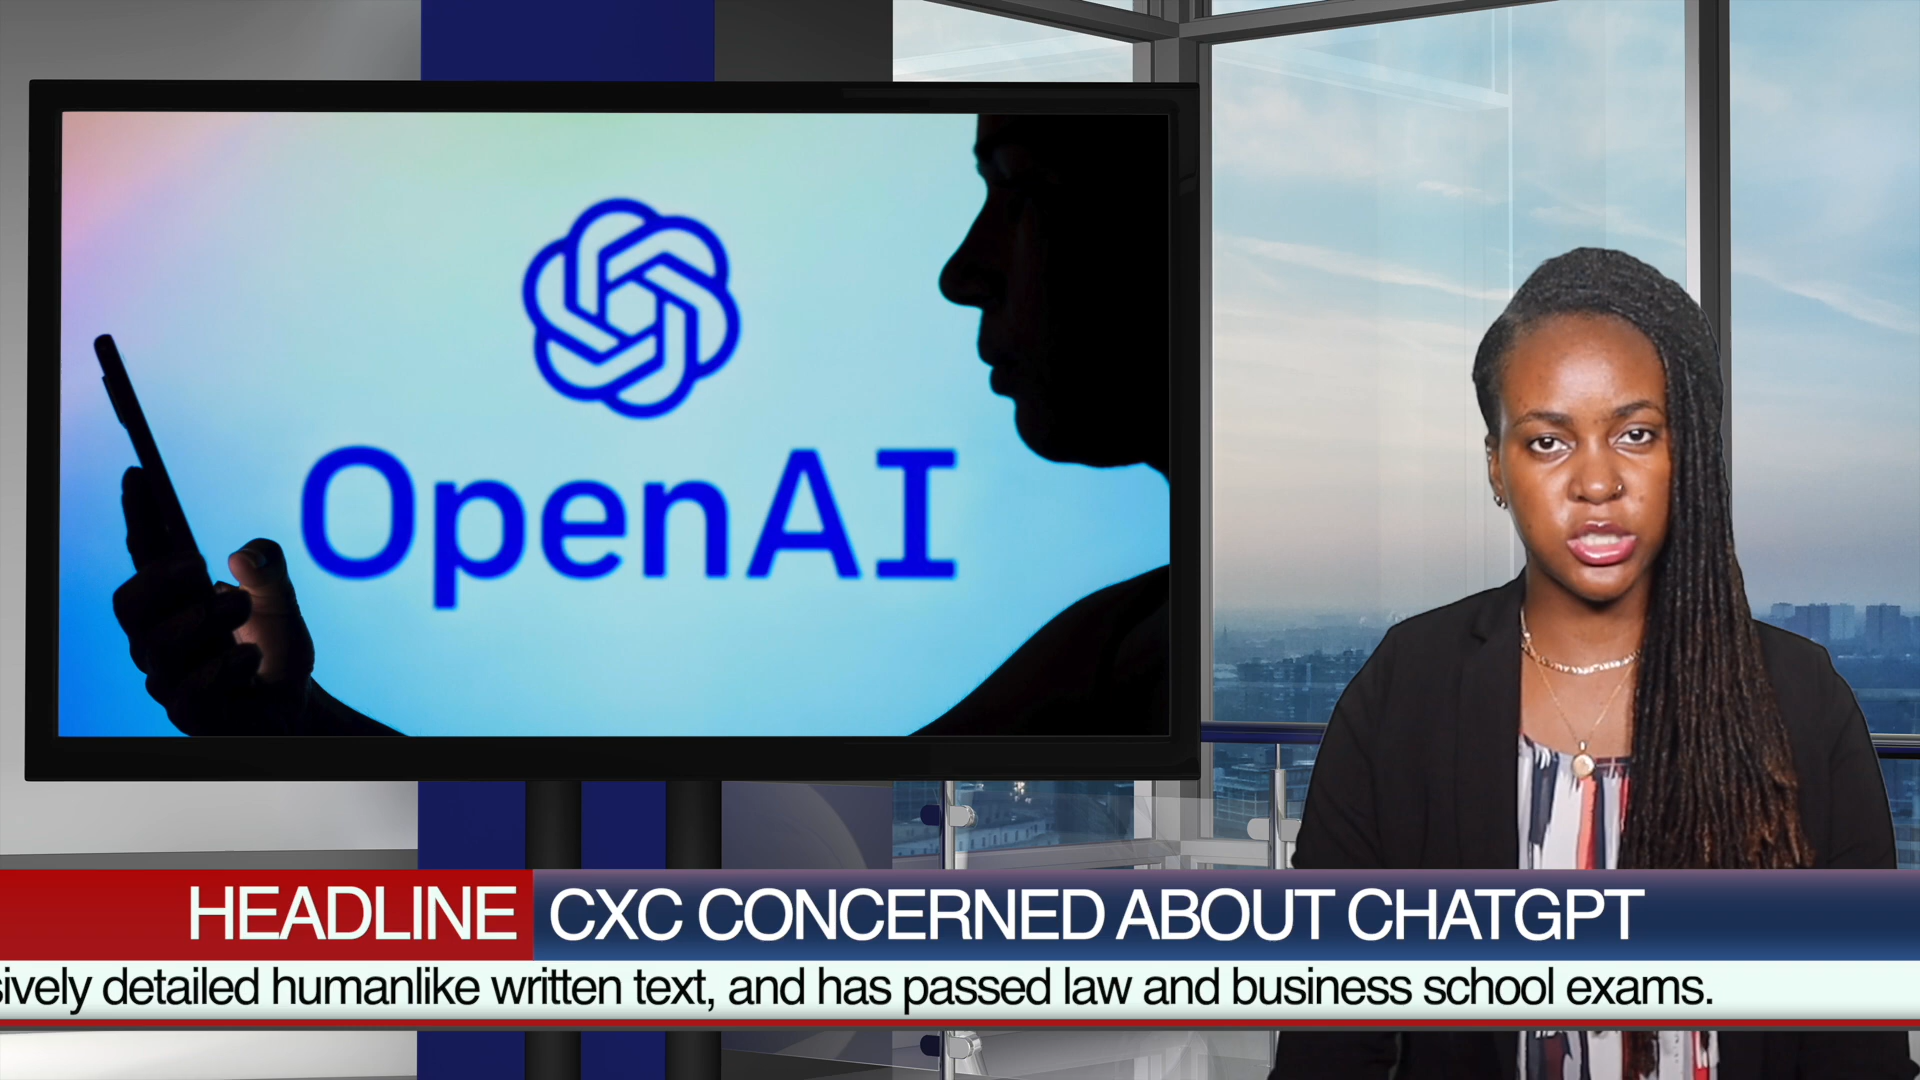 OpenAI
HEADLINE
CXC CONCERNED ABOUT CHATGPT
detailed humanlike written text, and has passed law and business school exams.